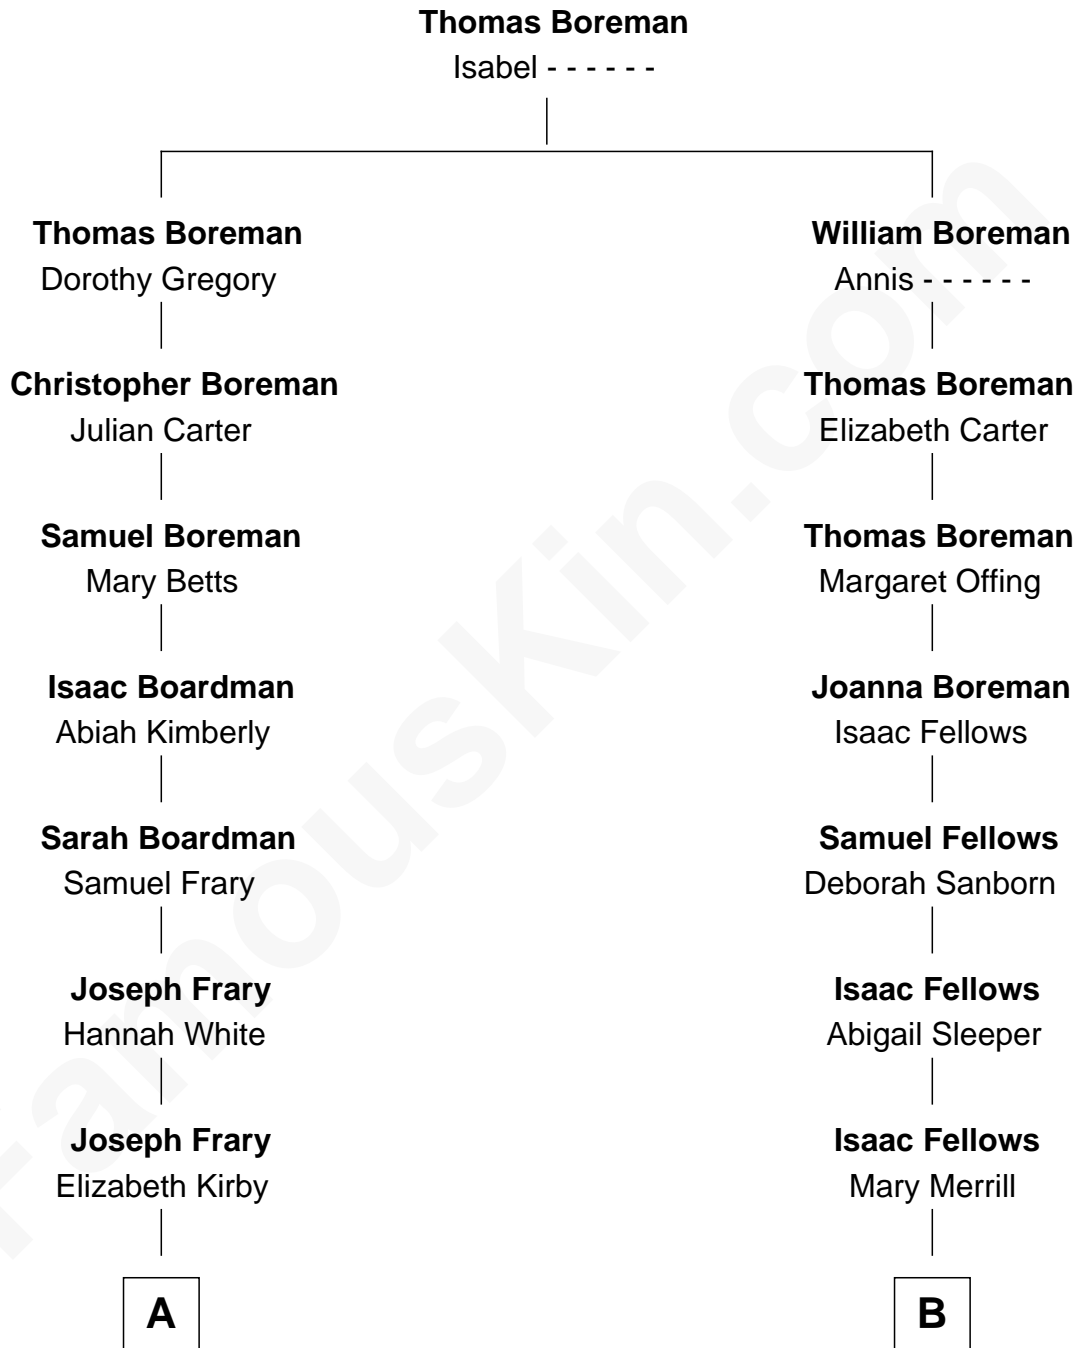 Thomas Boreman
Isabel - - - - - -
Thomas Boreman
Dorothy Gregory
Christopher Boreman
Julian Carter
Samuel Boreman
Mary Betts
Isaac Boardman
Abiah Kimberly
Sarah Boardman
Samuel Frary
Joseph Frary
Hannah White
Joseph Frary
Elizabeth Kirby
A
William Boreman
Annis - - - - - -
Thomas Boreman
Elizabeth Carter
Thomas Boreman
Margaret Offing
Joanna Boreman
Isaac Fellows
Samuel Fellows
Deborah Sanborn
Isaac Fellows
Abigail Sleeper
Isaac Fellows
Mary Merrill
B
FamousKin.com